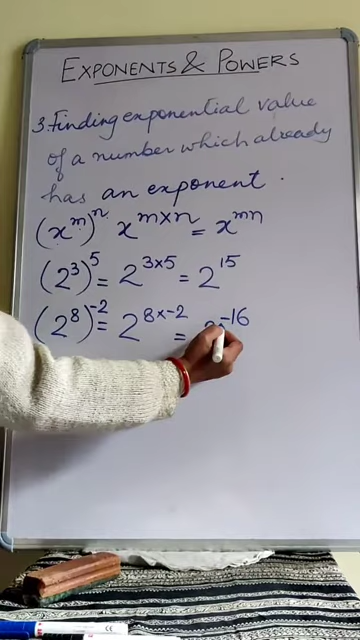 EXPONENTS & POWERS
3. Finding exponential value
of a number which already
has an exponent.
(x^m)^n x^{m×n} = x^{mn}
(2^3)^5 = 2^{3×5} = 2^{15}
(2^8)^{-2} = 2^{8×-2} = 2^{-16}